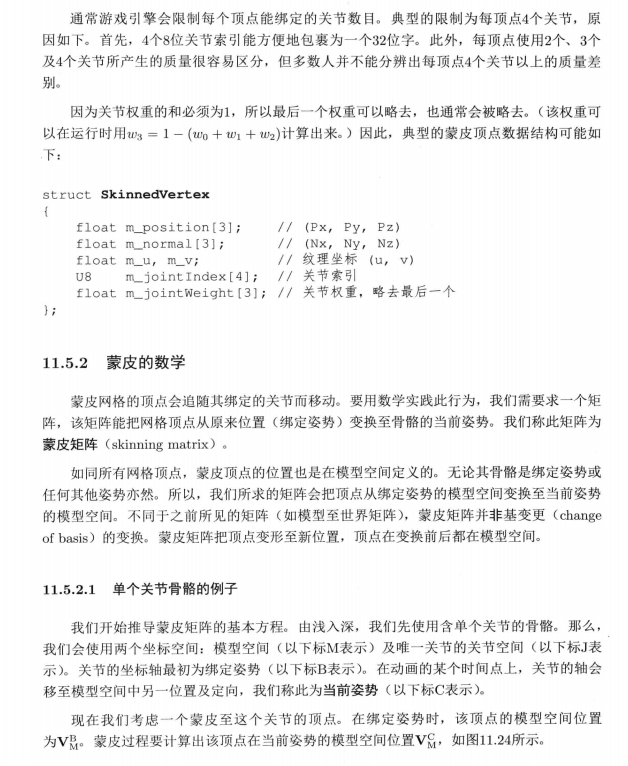 通常游戏引擎会限制每个顶点能绑定的关节数目。典型的限制为每顶点4个关节，原
因如下。首先，4个8位关节索引能方便地包裹为一个32位字。此外，每顶点使用2个、3个
及4个关节所产生的质量很容易区分，但多数人并不能分辨出每顶点4个关节以上的质量差
别。
因为关节权重的和必须为1，所以最后一个权重可以略去，也通常会被略去。（该权重可
以在运行时用w₃ = 1 − (w₀ + w₁ + w₂)计算出来。）因此，典型的蒙皮顶点数据结构可能如
下：
struct SkinnedVertex
{
float m_position[3]; // (Px, Py, Pz)
float m_normal[3]; // (Nx, Ny, Nz)
float m_u, m_v; // 纹理坐标 (u, v)
U8 m_jointIndex[4]; // 关节索引
float m_jointWeight[3]; // 关节权重，略去最后一个
};
11.5.2 蒙皮的数学
蒙皮网格的顶点会追随其绑定的关节而移动。要用数学实践此行为，我们需要求一个矩
阵，该矩阵能把网格顶点从原来位置（绑定姿势）变换至骨骼的当前姿势。我们称此矩阵为
蒙皮矩阵（skinning matrix）。
如同所有网格顶点，蒙皮顶点的位置也是在模型空间定义的。无论其骨骼是绑定姿势或
任何其他姿势亦然。所以，我们所求的矩阵会把顶点从绑定姿势的模型空间变换至当前姿势
的模型空间。不同于之前所见的矩阵（如模型至世界矩阵），蒙皮矩阵并非基变更（change
of basis）的变换。蒙皮矩阵把顶点变形至新位置，顶点在变换前后都在模型空间。
11.5.2.1 单个关节骨骼的例子
我们开始推导蒙皮矩阵的基本方程。由浅入深，我们先使用含单个关节的骨骼。那么，
我们会使用两个坐标空间：模型空间（以下标M表示）及唯一关节的关节空间（以下标J表
示）。关节的坐标轴最初为绑定姿势（以下标B表示）。在动画的某个时间点上，关节的轴会
移至模型空间中另一位置及定向，我们称此为当前姿势（以下标C表示）。
现在我们考虑一个蒙皮至这个关节的顶点。在绑定姿势时，该顶点的模型空间位置
为v_M^B。蒙皮过程要计算出该顶点在当前姿势的模型空间位置v_M^C，如图11.24所示。